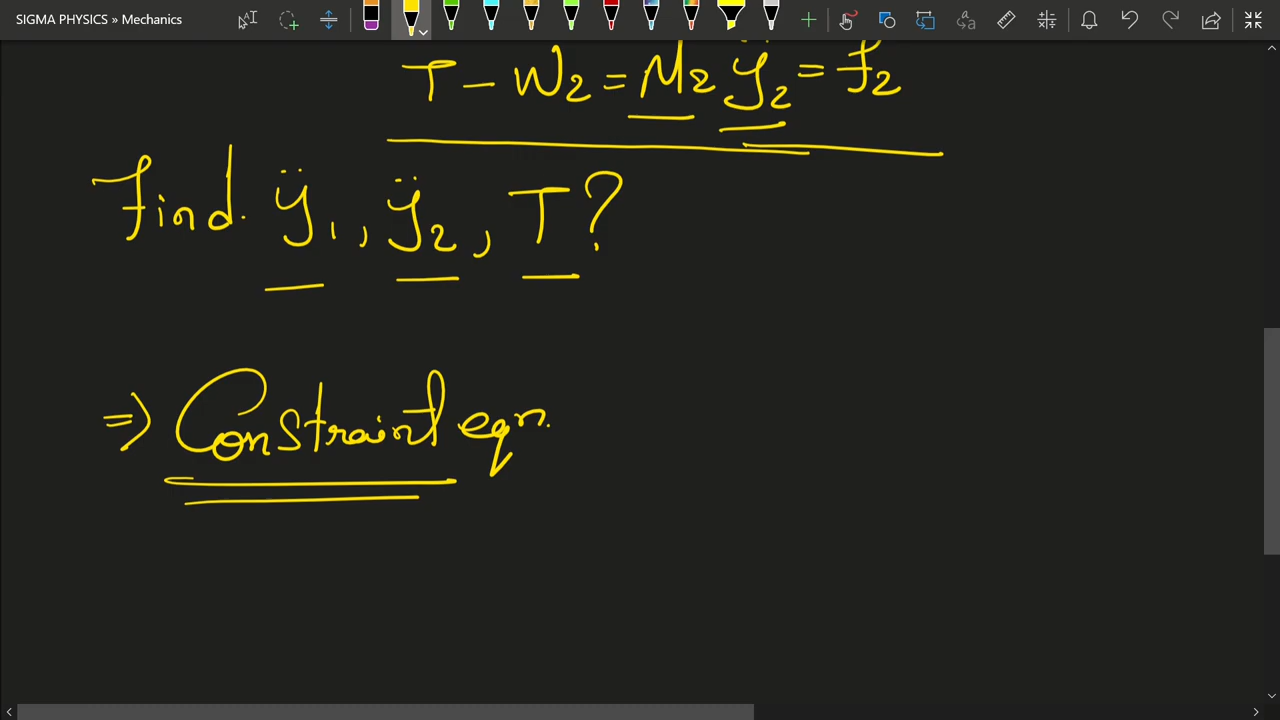 SIGMA PHYSICS » Mechanics
T - W2 = M2 ÿ2 = f2
Find. ÿ1, ÿ2, T?
⇒ Constraint eqn.